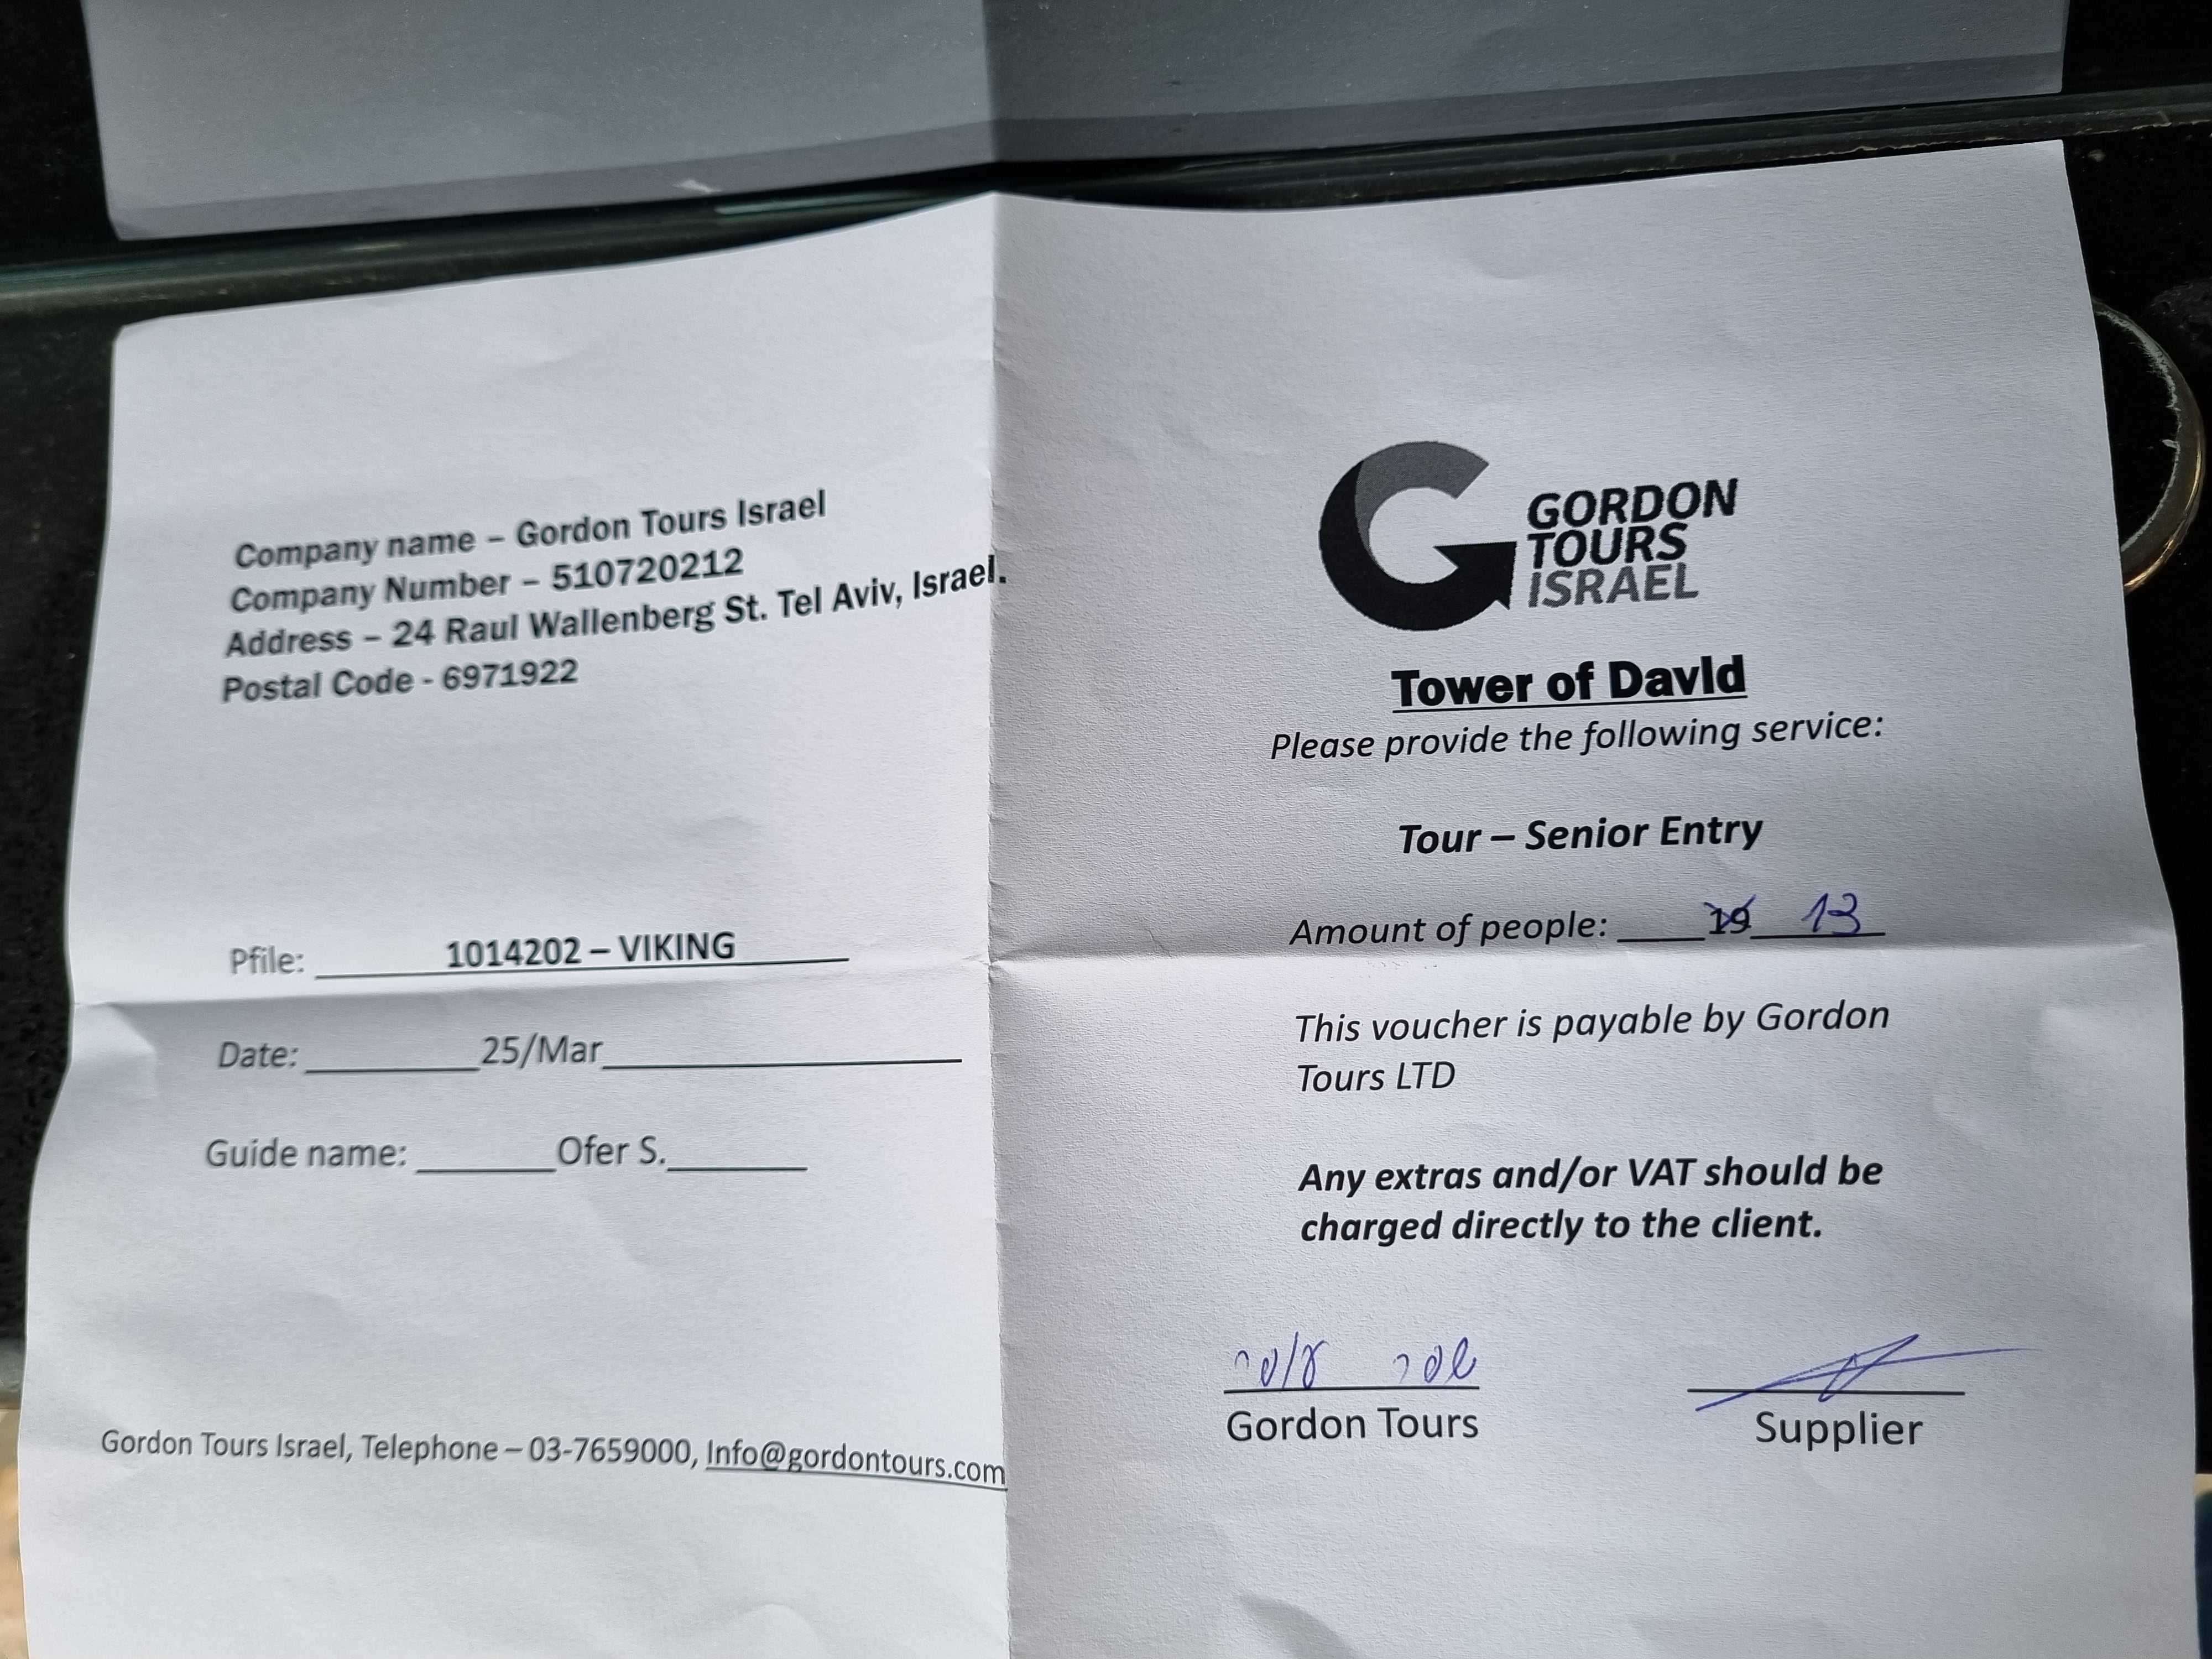 Company name – Gordon Tours Israel
Company Number – 510720212
Address – 24 Raul Wallenberg St. Tel Aviv, Israel.
Postal Code - 6971922
Pfile: 1014202 – VIKING
Date: 25/Mar
Guide name: Ofer S.
Gordon Tours Israel, Telephone – 03-7659000, Info@gordontours.com
GORDON
TOURS
ISRAEL
Tower of DavId
Please provide the following service:
Tour – Senior Entry
Amount of people: 19 13
This voucher is payable by Gordon
Tours LTD
Any extras and/or VAT should be
charged directly to the client.
Gordon Tours
Supplier